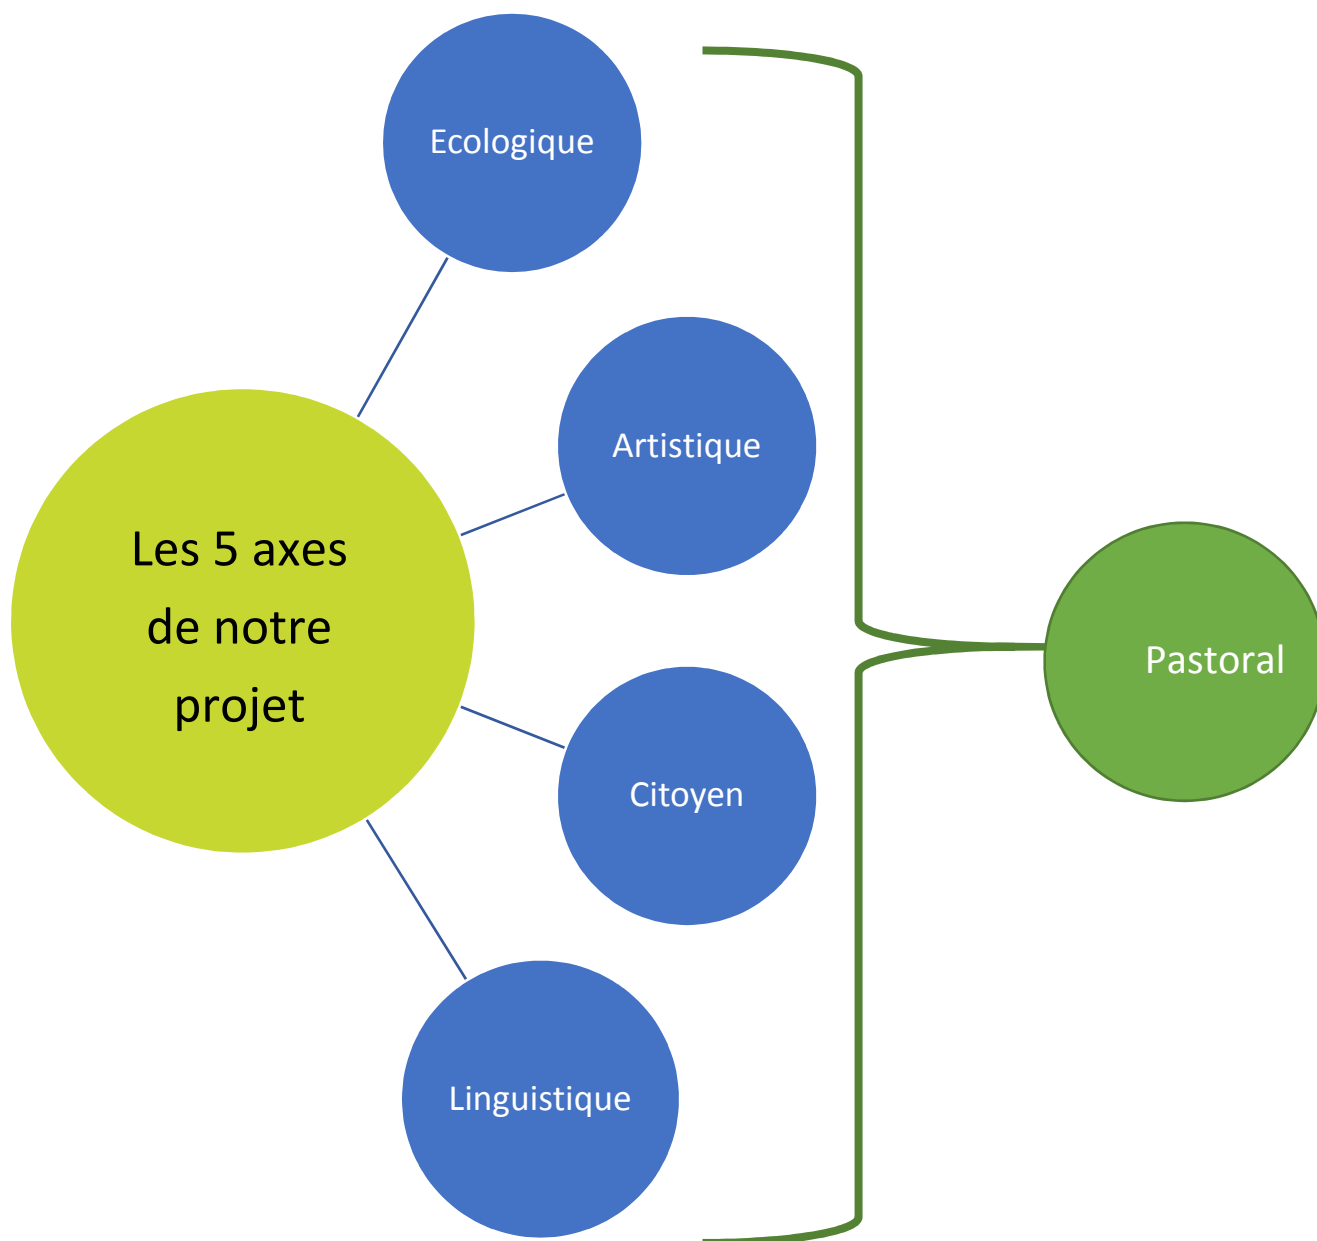 Ecologique
Artistique
Les 5 axes
de notre
projet
Pastoral
Citoyen
Linguistique